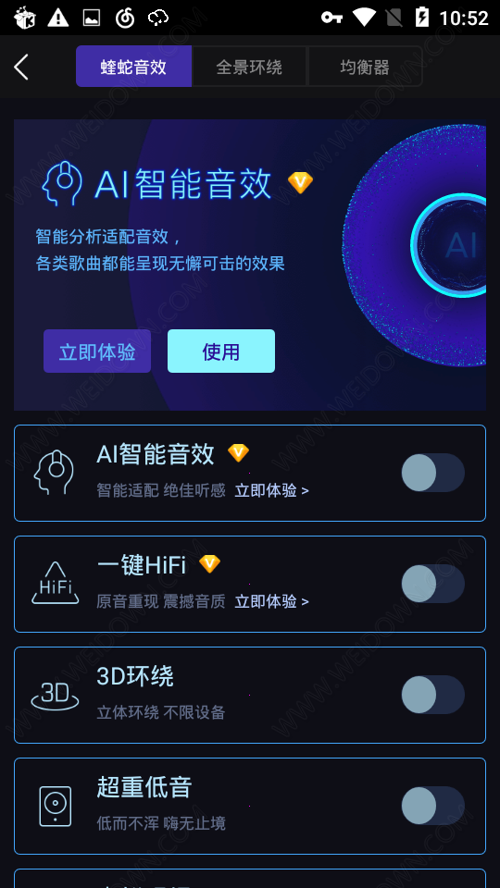 10:52
蝰蛇音效 全景环绕 均衡器
AI智能音效
智能分析适配音效，
各类歌曲都能呈现无懈可击的效果
AI
立即体验 使用
AI智能音效
智能适配 绝佳听感 立即体验 >
一键HiFi
HiFi
原音重现 震撼音质 立即体验 >
3D环绕
3D
立体环绕 不限设备
超重低音
低而不浑 嗨无止境
WWW.WEIDOWN.COM